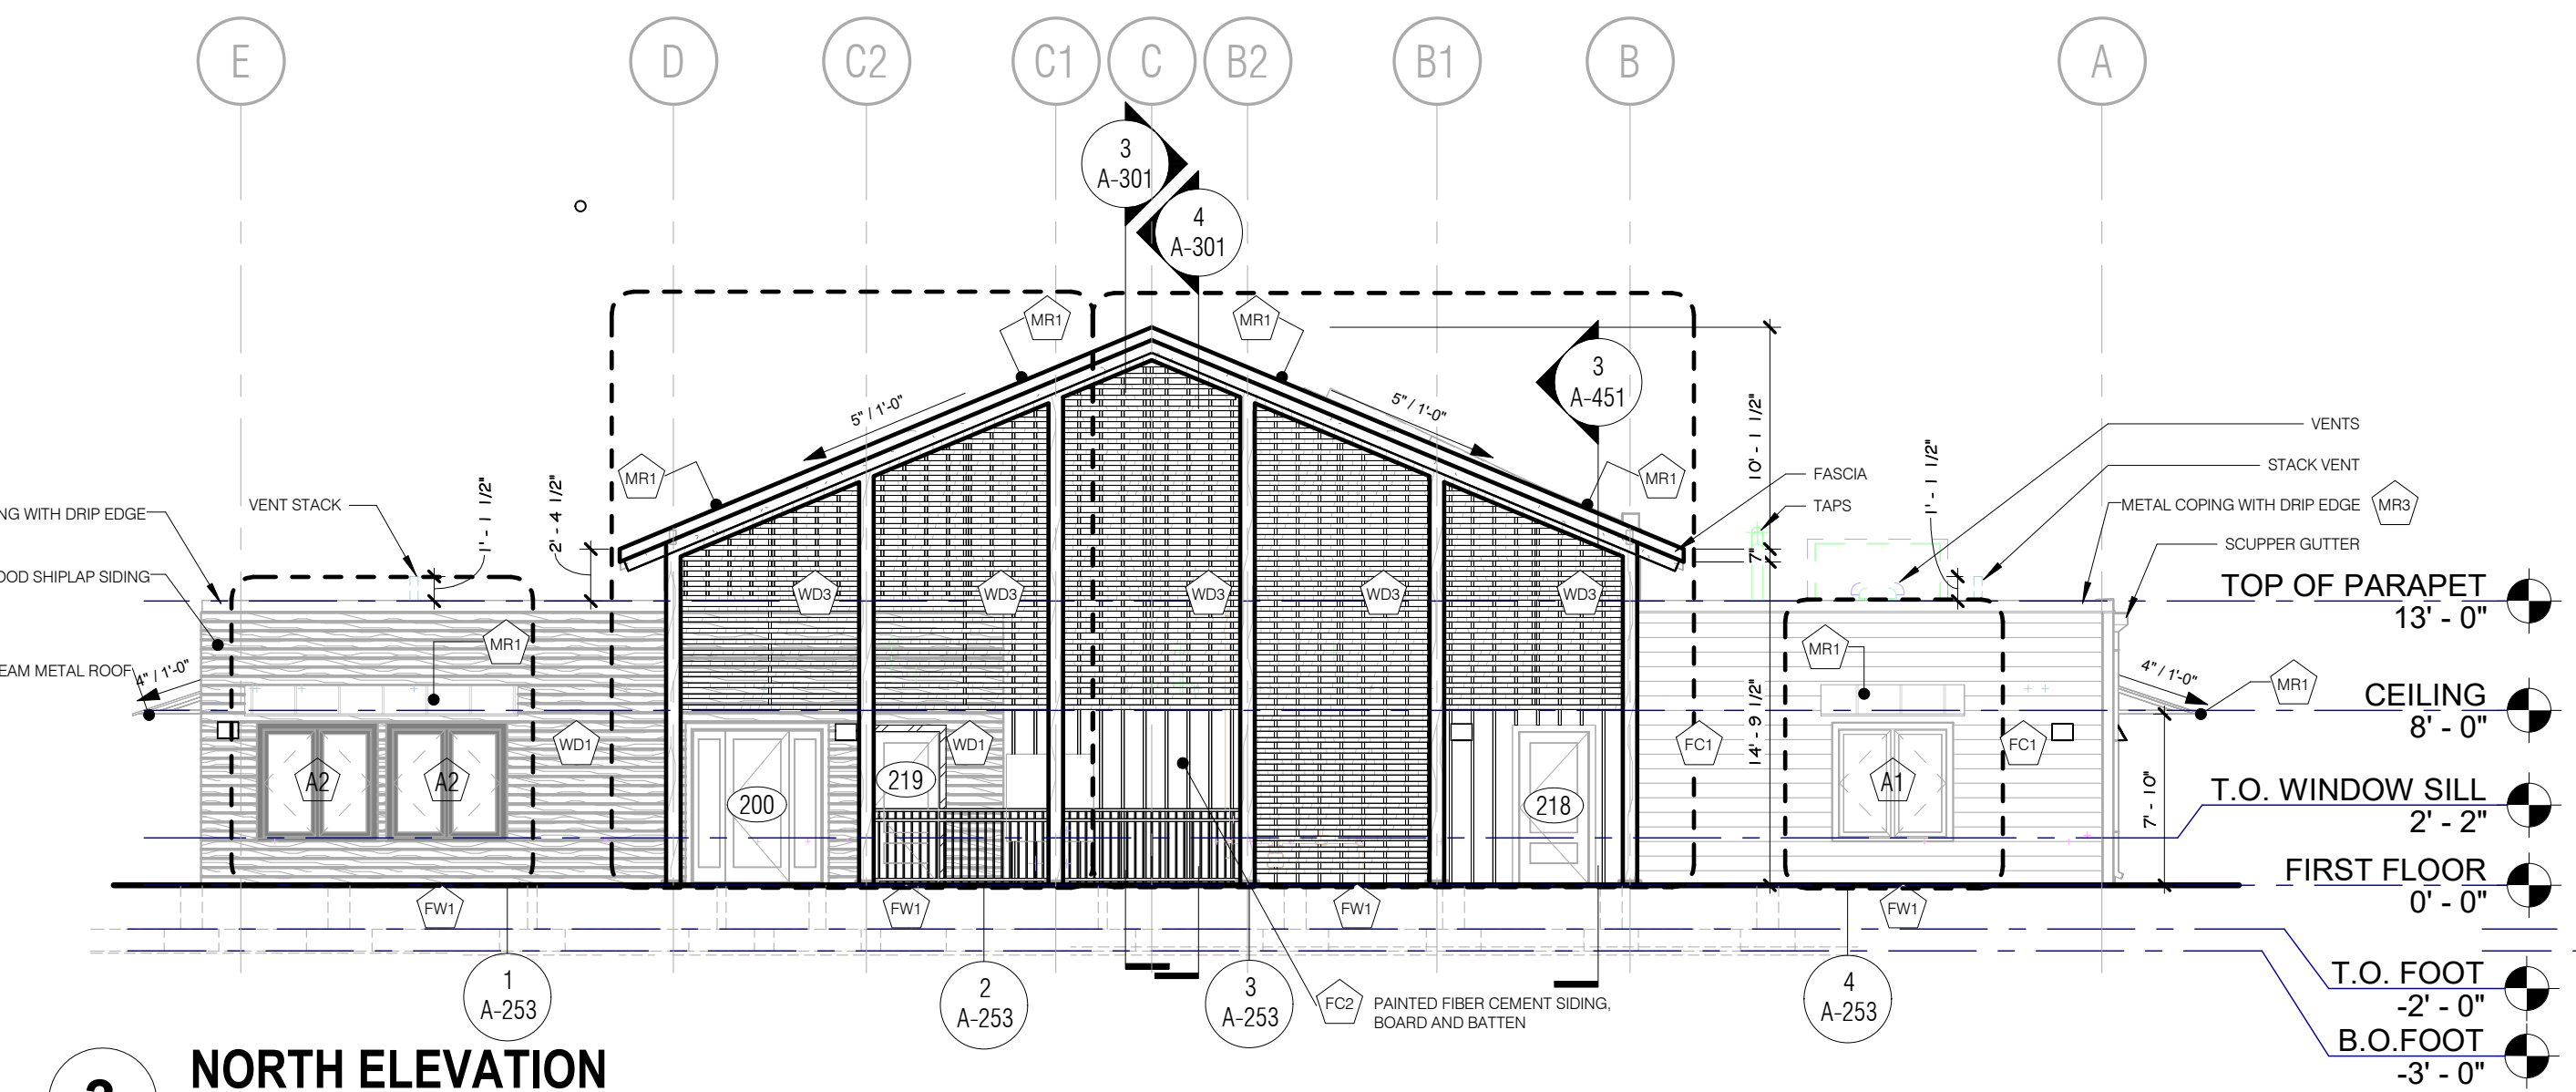 E
D
C2
C1
C
B2
B1
B
A
3
A-301
4
A-301
3
A-451
MR1
MR1
MR1
MR1
5" / 1'-0"
5" / 1'-0"
10' - 1 1/2"
7"
14' - 9 1/2"
FASCIA
TAPS
1' - 1 1/2"
VENTS
STACK VENT
METAL COPING WITH DRIP EDGE
MR3
SCUPPER GUTTER
NG WITH DRIP EDGE
VENT STACK
1' - 1 1/2"
2' - 4 1/2"
OOD SHIPLAP SIDING
EAM METAL ROOF
4" / 1'-0"
MR1
WD3
WD3
WD3
WD3
WD3
MR1
4" / 1'-0"
MR1
WD1
WD1
FC1
FC1
A2
A2
A1
200
219
218
7' - 10"
TOP OF PARAPET
13' - 0"
CEILING
8' - 0"
T.O. WINDOW SILL
2' - 2"
FIRST FLOOR
0' - 0"
T.O. FOOT
-2' - 0"
B.O.FOOT
-3' - 0"
FW1
FW1
FW1
FW1
1
A-253
2
A-253
3
A-253
4
A-253
FC2
PAINTED FIBER CEMENT SIDING,
BOARD AND BATTEN
NORTH ELEVATION